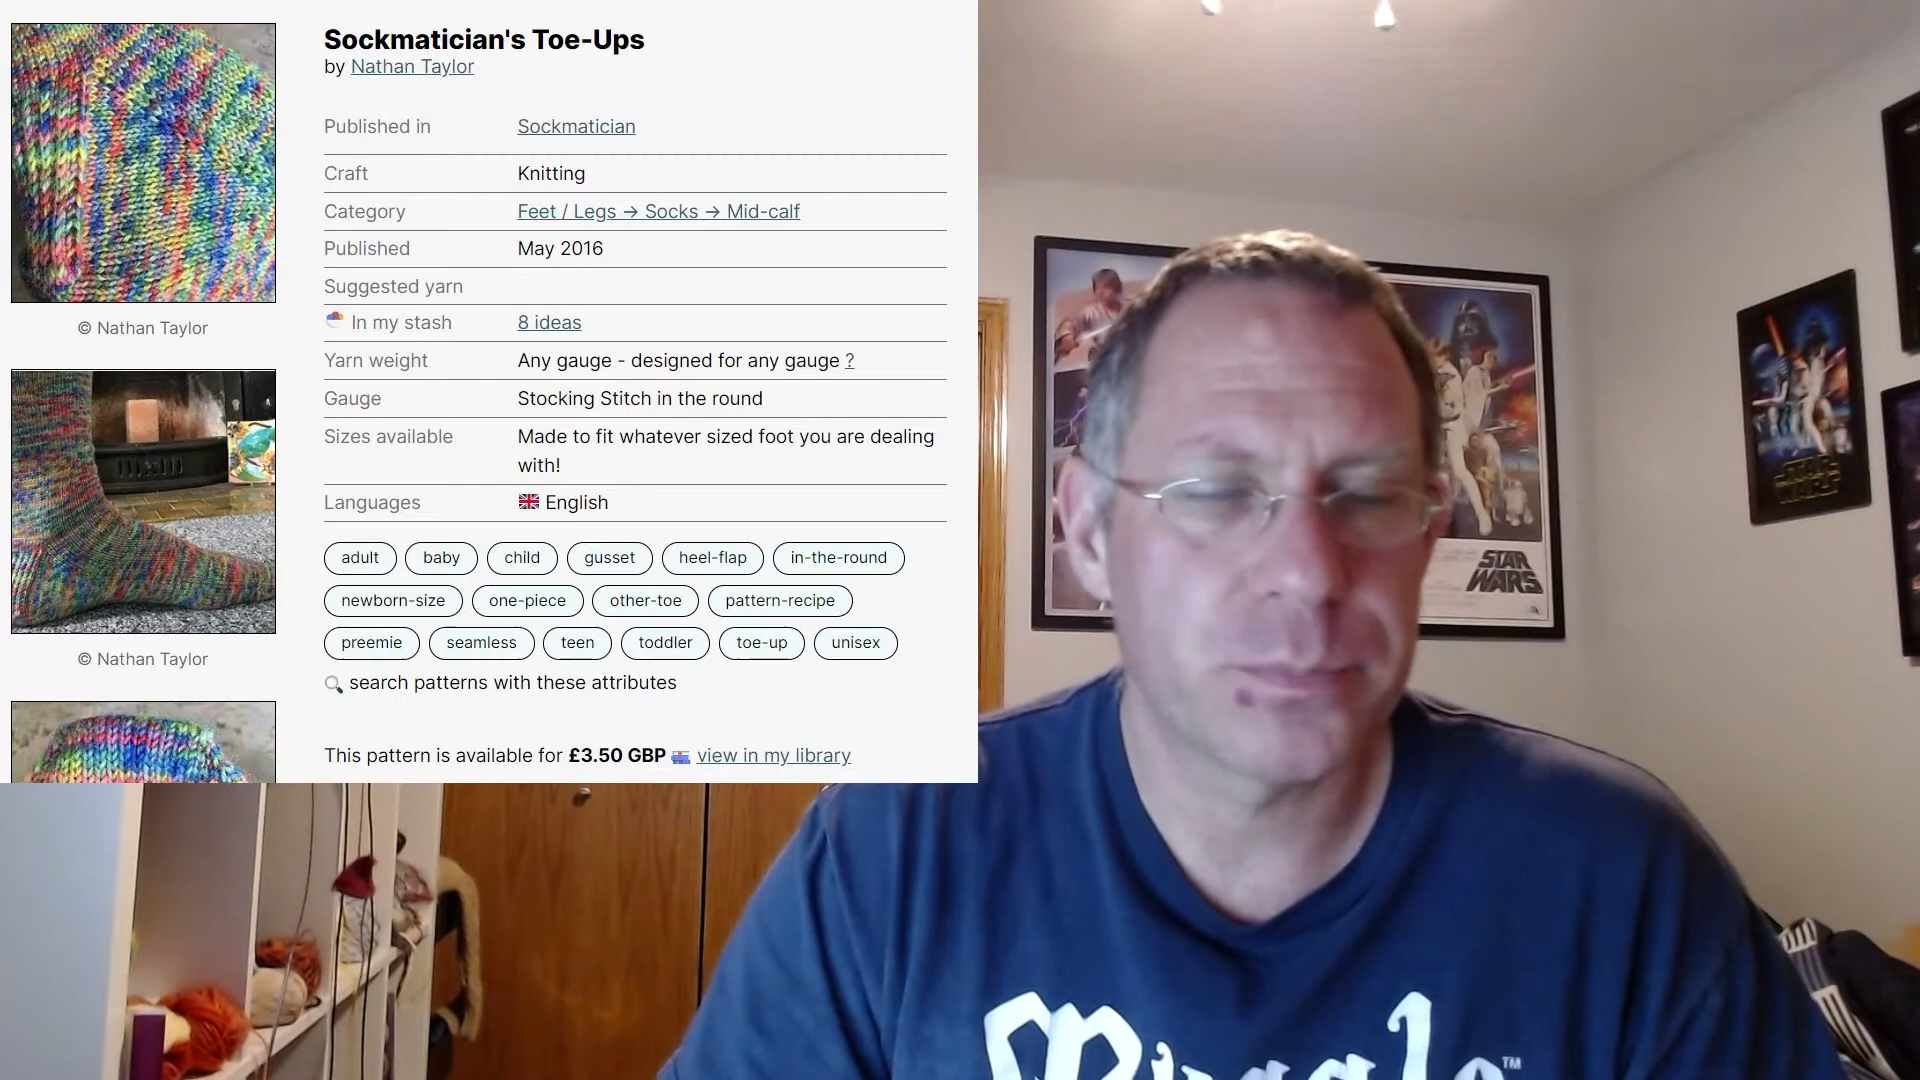 Sockmatician's Toe-Ups
by Nathan Taylor
Published in Sockmatician
Craft Knitting
Category Feet / Legs → Socks → Mid-calf
Published May 2016
Suggested yarn
In my stash 8 ideas
Yarn weight Any gauge - designed for any gauge ?
Gauge Stocking Stitch in the round
Sizes available Made to fit whatever sized foot you are dealing
with!
Languages English
adult baby child gusset heel-flap in-the-round
newborn-size one-piece other-toe pattern-recipe
preemie seamless teen toddler toe-up unisex
search patterns with these attributes
This pattern is available for £3.50 GBP view in my library
© Nathan Taylor
© Nathan Taylor
STAR
WARS
STAR
WARS
Muggle™